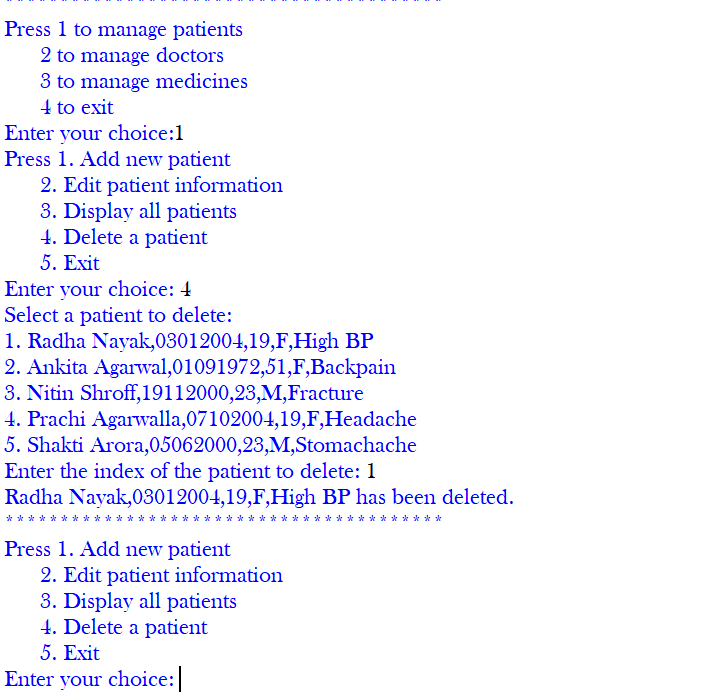 * * * * * * * * * * * * * * * * * * * * * * * * * * * * * * * * * * * * * * * *
Press 1 to manage patients
2 to manage doctors
3 to manage medicines
4 to exit
Enter your choice:1
Press 1. Add new patient
2. Edit patient information
3. Display all patients
4. Delete a patient
5. Exit
Enter your choice: 4
Select a patient to delete:
1. Radha Nayak,03012004,19,F,High BP
2. Ankita Agarwal,01091972,51,F,Backpain
3. Nitin Shroff,19112000,23,M,Fracture
4. Prachi Agarwalla,07102004,19,F,Headache
5. Shakti Arora,05062000,23,M,Stomachache
Enter the index of the patient to delete: 1
Radha Nayak,03012004,19,F,High BP has been deleted.
* * * * * * * * * * * * * * * * * * * * * * * * * * * * * * * * * * * * * * * *
Press 1. Add new patient
2. Edit patient information
3. Display all patients
4. Delete a patient
5. Exit
Enter your choice: